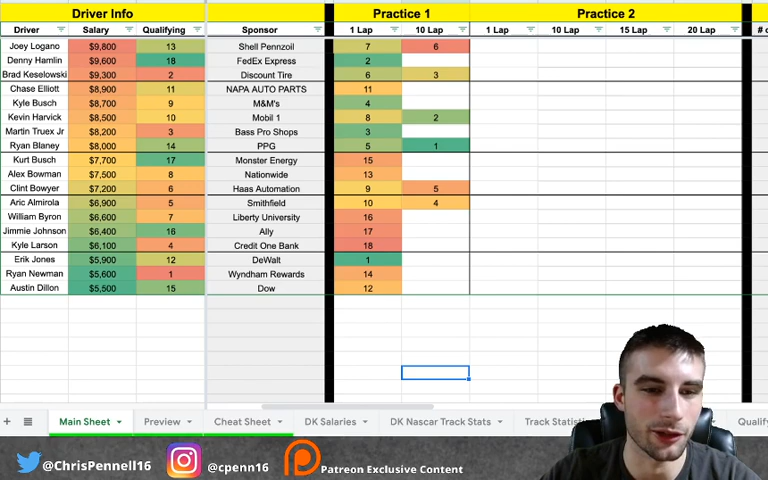 Driver Info Practice 1 Practice 2
Driver Salary Qualifying Sponsor 1 Lap 10 Lap 1 Lap 10 Lap 15 Lap 20 Lap # c
Joey Logano $9,800 13 Shell Pennzoil 7 6
Denny Hamlin $9,600 18 FedEx Express 2
Brad Keselowski $9,300 2 Discount Tire 6 3
Chase Elliott $8,900 11 NAPA AUTO PARTS 11
Kyle Busch $8,700 9 M&M's 4
Kevin Harvick $8,500 10 Mobil 1 8 2
Martin Truex Jr $8,200 3 Bass Pro Shops 3
Ryan Blaney $8,000 14 PPG 5 1
Kurt Busch $7,700 17 Monster Energy 15
Alex Bowman $7,500 8 Nationwide 13
Clint Bowyer $7,200 6 Haas Automation 9 5
Aric Almirola $6,900 5 Smithfield 10 4
William Byron $6,600 7 Liberty University 16
Jimmie Johnson $6,400 16 Ally 17
Kyle Larson $6,100 4 Credit One Bank 18
Erik Jones $5,900 12 DeWalt 1
Ryan Newman $5,600 1 Wyndham Rewards 14
Austin Dillon $5,500 15 Dow 12
+ Main Sheet Preview Cheat Sheet DK Salaries DK Nascar Track Stats Track Statisti Qualify
@ChrisPennell16 @cpenn16 Patreon Exclusive Content